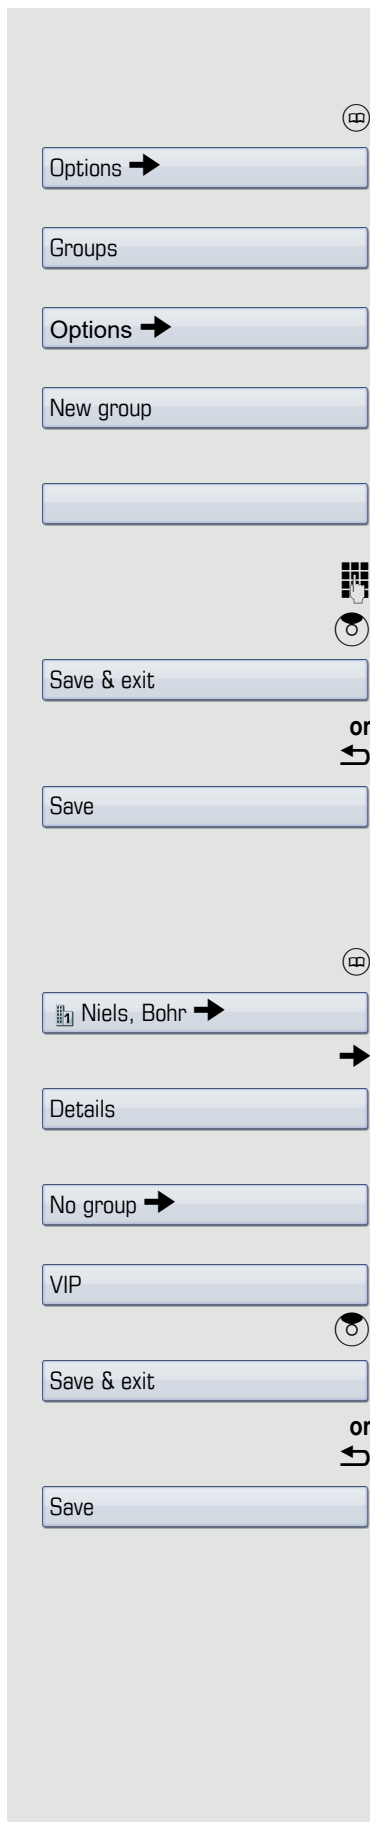 Options
Groups
Options
New group
Save & exit
or
Save
1 Niels, Bohr
Details
No group
VIP
Save & exit
or
Save